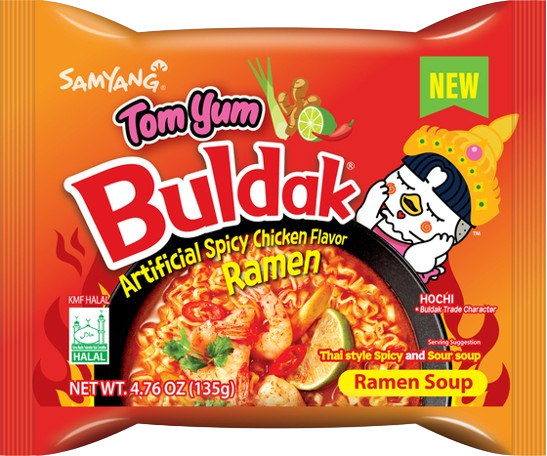 SAMYANG®
NEW
Tom Yum
Buldak®
Artificial Spicy Chicken Flavor
Ramen
TM
KMF HALAL
HALAL
HOCHI
* Buldak Trade Character
Serving Suggestion
Thai style Spicy and Sour soup
Ramen Soup
NET WT. 4.76 OZ (135g)